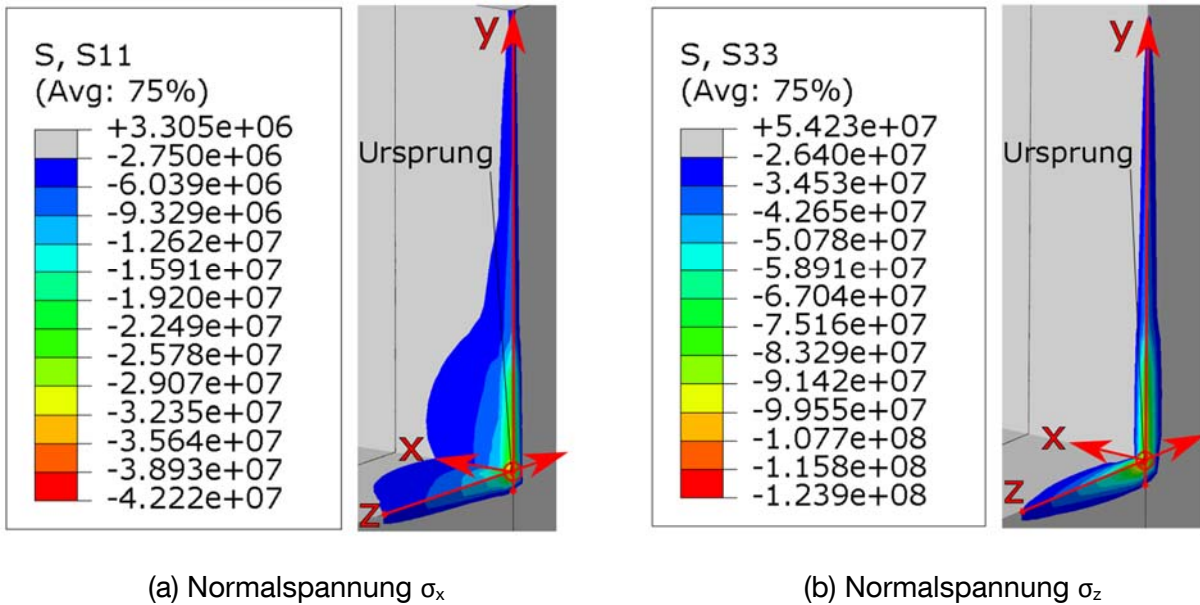 S, S11
(Avg: 75%)
+3.305e+06
-2.750e+06
-6.039e+06
-9.329e+06
-1.262e+07
-1.591e+07
-1.920e+07
-2.249e+07
-2.578e+07
-2.907e+07
-3.235e+07
-3.564e+07
-3.893e+07
-4.222e+07
y
Ursprung
x
z
(a) Normalspannung σx
S, S33
(Avg: 75%)
+5.423e+07
-2.640e+07
-3.453e+07
-4.265e+07
-5.078e+07
-5.891e+07
-6.704e+07
-7.516e+07
-8.329e+07
-9.142e+07
-9.955e+07
-1.077e+08
-1.158e+08
-1.239e+08
y
Ursprung
x
z
(b) Normalspannung σz